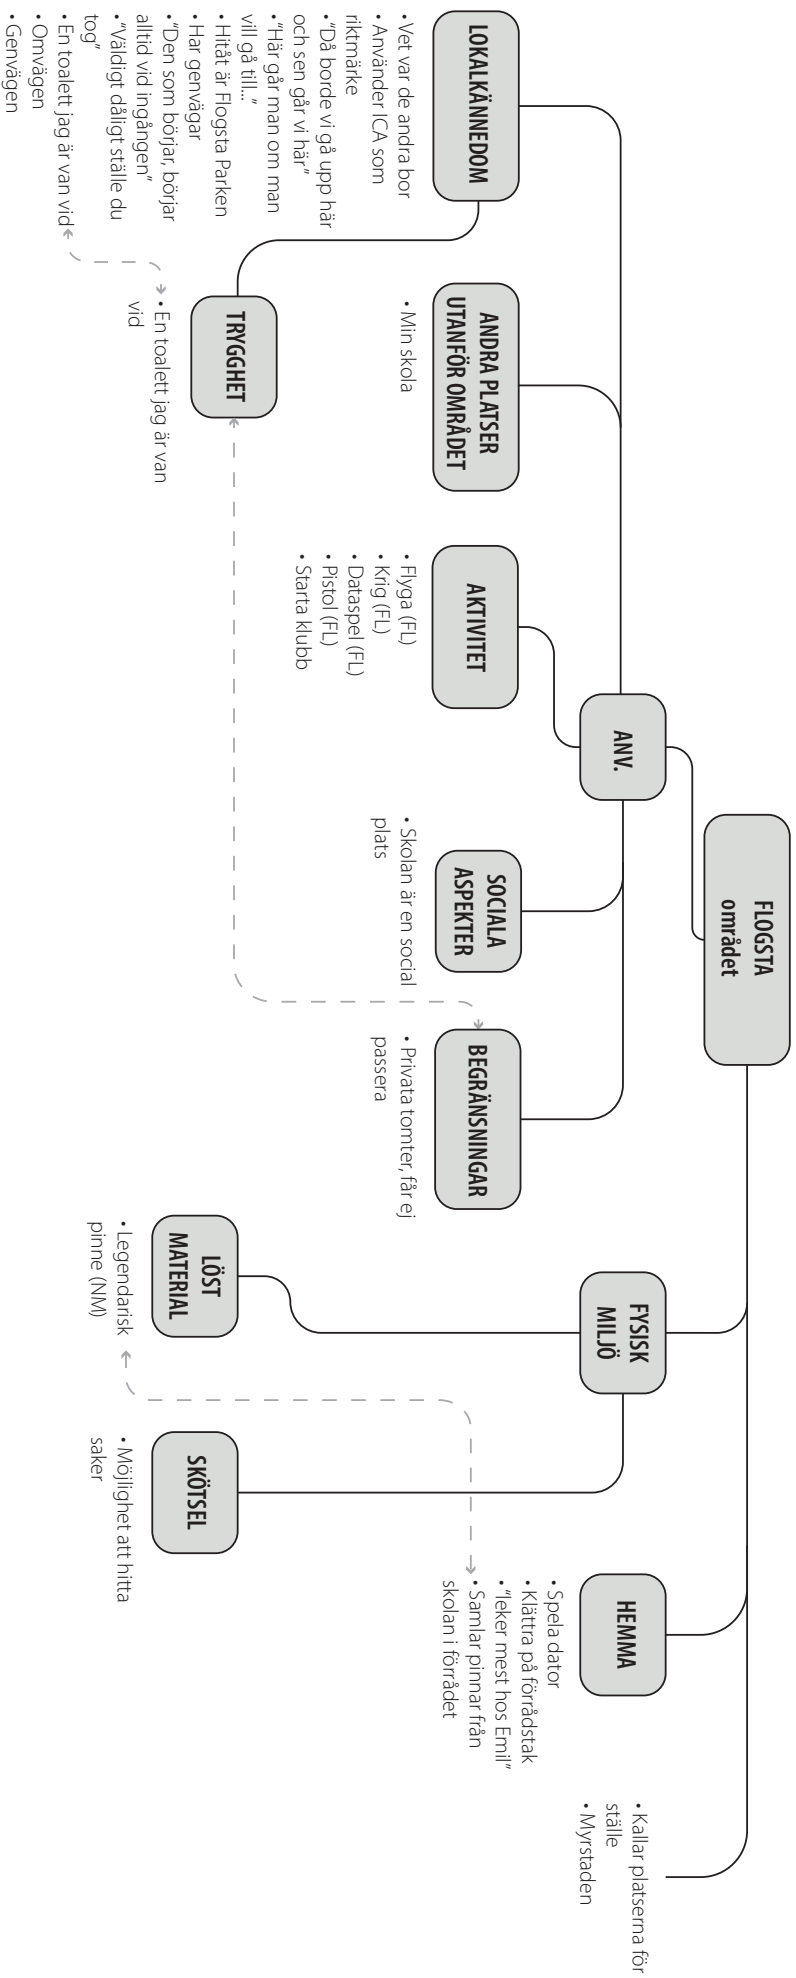 FLOGSTA
området
ANV.
FYSISK
MILJÖ
HEMMA
• Kallar platserna för
ställe
• Myrstaden
LOKALKÄNNEDOM
• Vet var de andra bor
• Använder ICA som
riktmärke
• "Då borde vi gå upp här
och sen går vi här."
• "Här går man om man
vill gå till..."
• Hitåt är Flogsta Parken
• Har genvägar
• "Den som börjar, börjar
alltid vid ingången"
• "Väldigt dåligt ställe du
tog"
• En toalett jag är van vid
• Omvägen
• Genvägen
ANDRA PLATSER
UTANFÖR OMRÅDET
• Min skola
AKTIVITET
• Flyga (FL)
• Krig (FL)
• Dataspel (FL)
• Pistol (FL)
• Starta klubb
SOCIALA
ASPEKTER
• Skolan är en social
plats
BEGRÄNSNINGAR
• Privata tomter, får ej
passera
TRYGGHET
• En toalett jag är van
vid
LÖST
MATERIAL
• Legendarisk
pinne (NM)
SKÖTSEL
• Möjlighet att hitta
saker
• Spela dator
• Klättra på förrådstak
• "leker mest hos Emil"
• Samlar pinnar från
skolan i förrådet